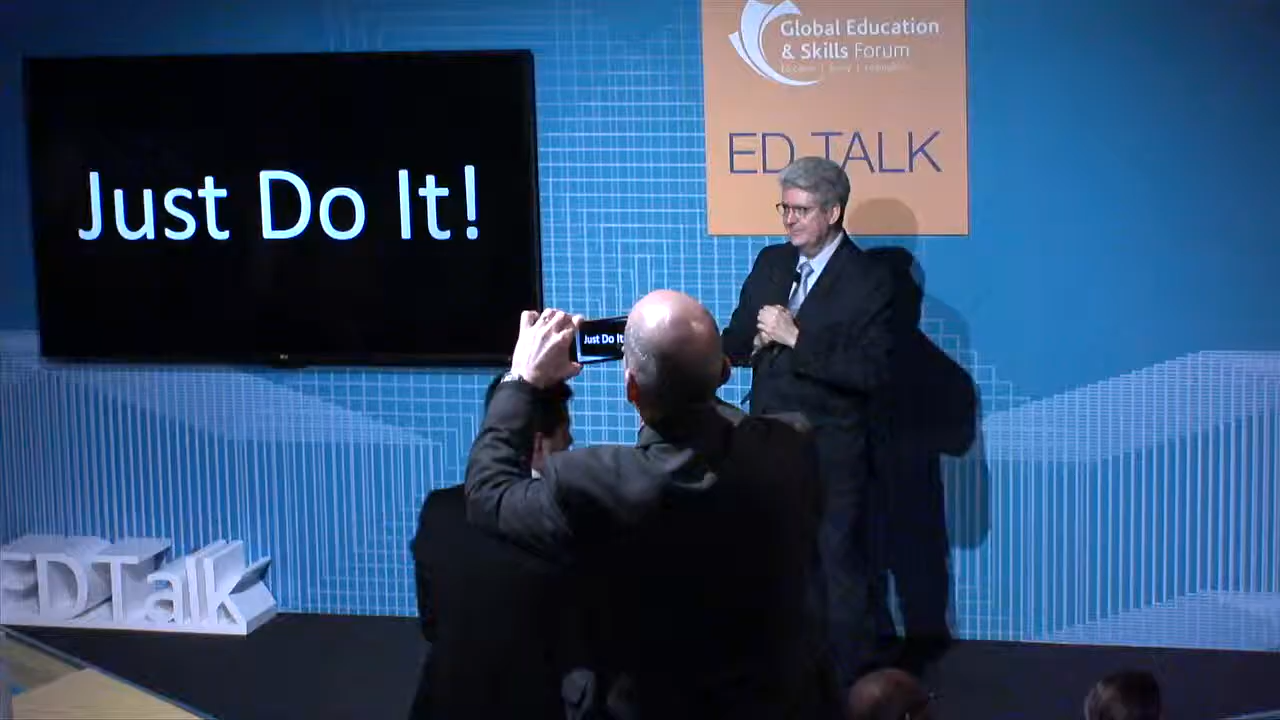 Just Do It!
Global Education
& Skills Forum
ED TALK
Just Do It
EDTalk